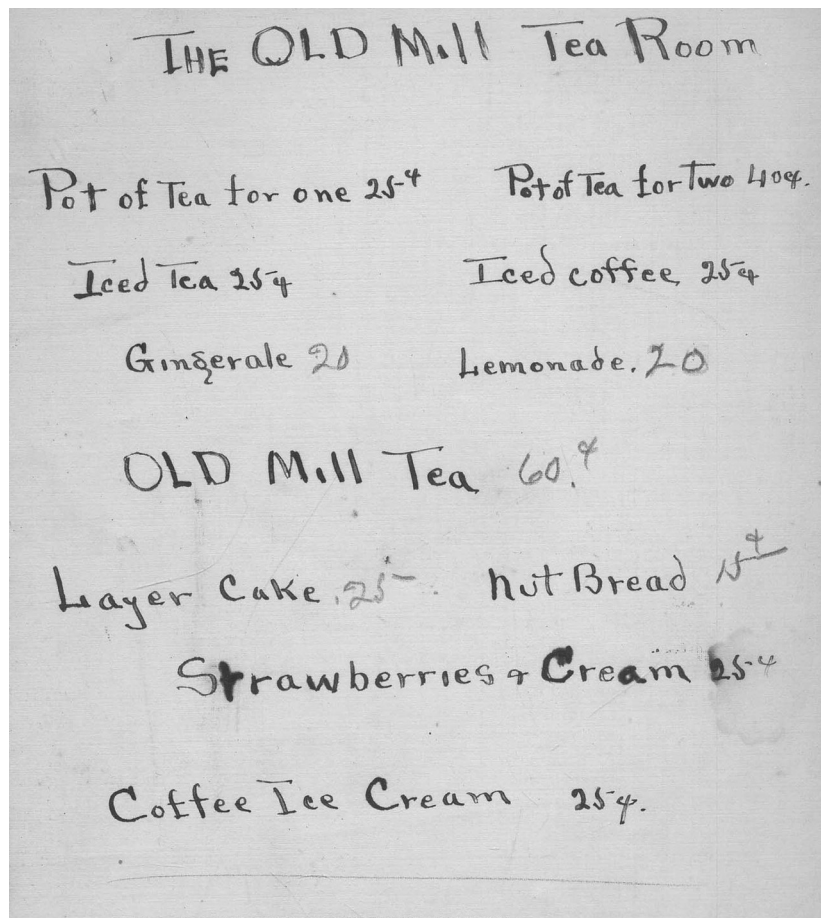 THE OLD Mill Tea Room
Pot of Tea for one 25¢ Pot of Tea for Two 40¢.
Iced Tea 25¢ Iced coffee 25¢
Gingerale 20 Lemonade. 20
OLD Mill Tea 60.¢
Layer Cake .25 Nut Bread 15¢
Strawberries & Cream 25¢
Coffee Ice Cream 25¢.